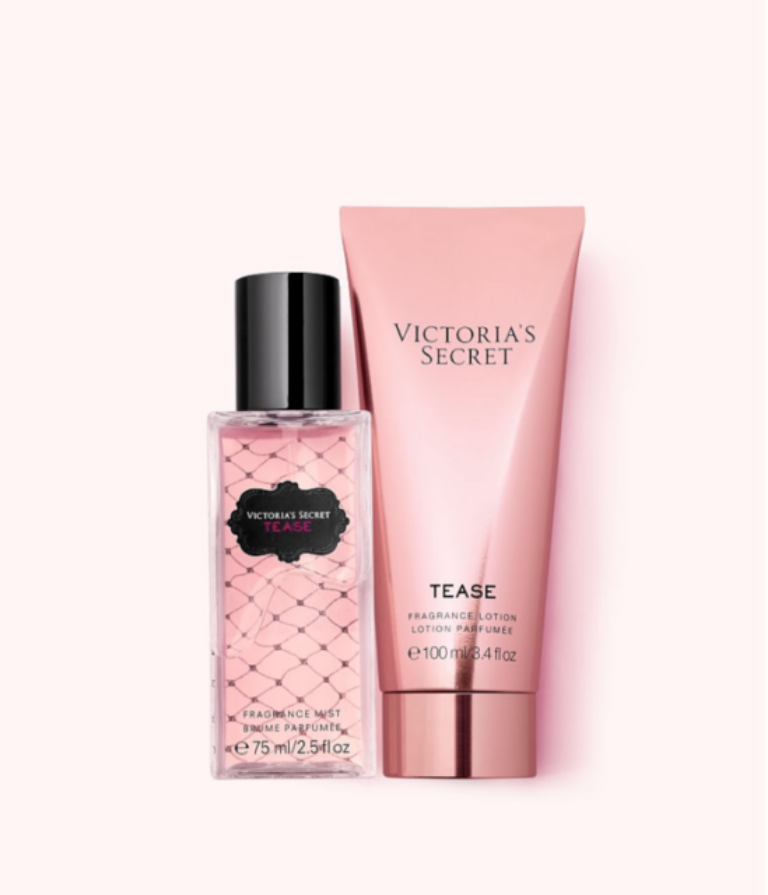 VICTORIA'S
SECRET
TEASE
FRAGRANCE LOTION
LOTION PARFUMÉE
℮ 100 ml/3.4 fl oz
VICTORIA'S SECRET
TEASE
FRAGRANCE MIST
BRUME PARFUMÉE
℮ 75 ml/2.5 fl oz